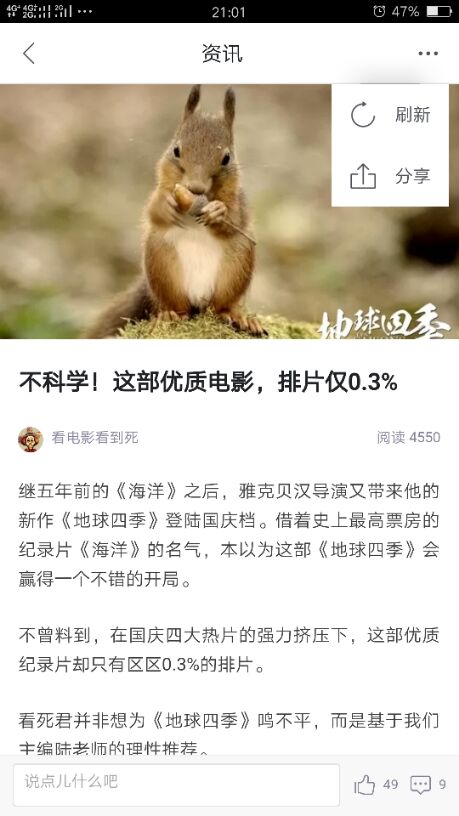 4G 4G 2G 2G 21:01 47%
资讯
刷新
分享
地球四季
不科学！这部优质电影，排片仅0.3%
看电影看到死 阅读 4550
继五年前的《海洋》之后，雅克贝汉导演又带来他的
新作《地球四季》登陆国庆档。借着史上最高票房的
纪录片《海洋》的名气，本以为这部《地球四季》会
赢得一个不错的开局。
不曾料到，在国庆四大热片的强力挤压下，这部优质
纪录片却只有区区0.3%的排片。
看死君并非想为《地球四季》鸣不平，而是基于我们
主编陆老师的理性推荐。
说点儿什么吧 49 9